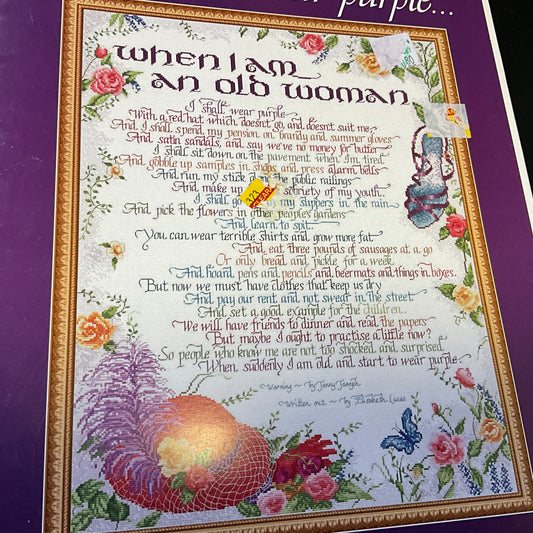 purple...
when I am
an old woman
I shall wear purple
With a red hat which doesn't go, and doesn't suit me,
And I shall spend my pension on brandy and summer gloves
And satin sandals, and say we've no money for butter
I shall sit down on the pavement when I'm tired
And gobble up samples in shops and press alarm bells
And run my stick the public railings
And make up sobriety of my youth.
I shall go my slippers in the rain
And pick the flowers in other people's gardens
And learn to spit.
You can wear terrible shirts and grow more fat
And eat three pounds of sausages at a go
Or only bread and pickle for a week
And hoard pens and pencils and beermats and things in boxes.
But now we must have clothes that keep us dry
And pay our rent and not swear in the street
And set a good example for the children.
We will have friends to dinner and read the papers
But maybe I ought to practise a little now?
So people who know me are not too shocked and surprised
When suddenly I am old and start to wear purple.
Warning ~ by Jenny Joseph
Written out ~ by Elizabeth Lucas